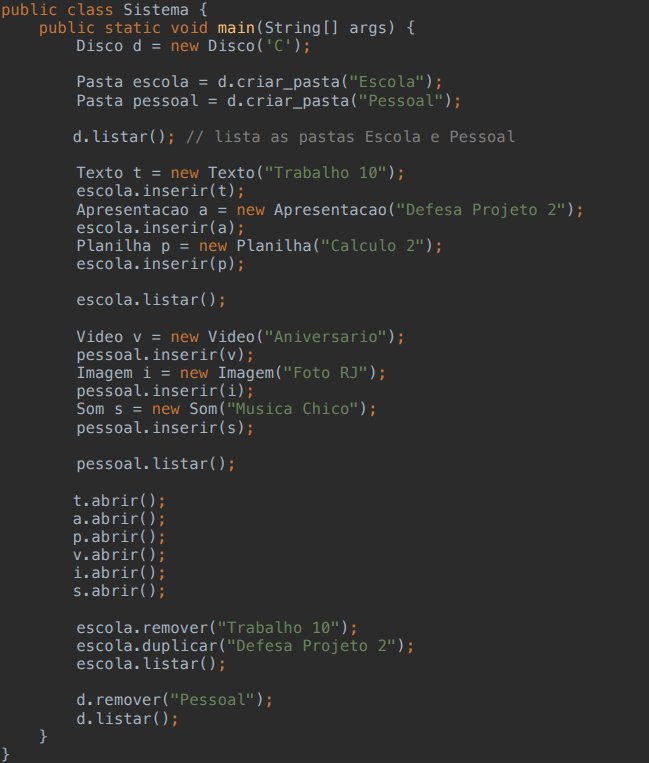 public class Sistema {
    public static void main(String[] args) {
        Disco d = new Disco('C');

        Pasta escola = d.criar_pasta("Escola");
        Pasta pessoal = d.criar_pasta("Pessoal");

        d.listar(); // lista as pastas Escola e Pessoal

        Texto t = new Texto("Trabalho 10");
        escola.inserir(t);
        Apresentacao a = new Apresentacao("Defesa Projeto 2");
        escola.inserir(a);
        Planilha p = new Planilha("Calculo 2");
        escola.inserir(p);

        escola.listar();

        Video v = new Video("Aniversario");
        pessoal.inserir(v);
        Imagem i = new Imagem("Foto RJ");
        pessoal.inserir(i);
        Som s = new Som("Musica Chico");
        pessoal.inserir(s);

        pessoal.listar();

        t.abrir();
        a.abrir();
        p.abrir();
        v.abrir();
        i.abrir();
        s.abrir();

        escola.remover("Trabalho 10");
        escola.duplicar("Defesa Projeto 2");
        escola.listar();

        d.remover("Pessoal");
        d.listar();
    }
}